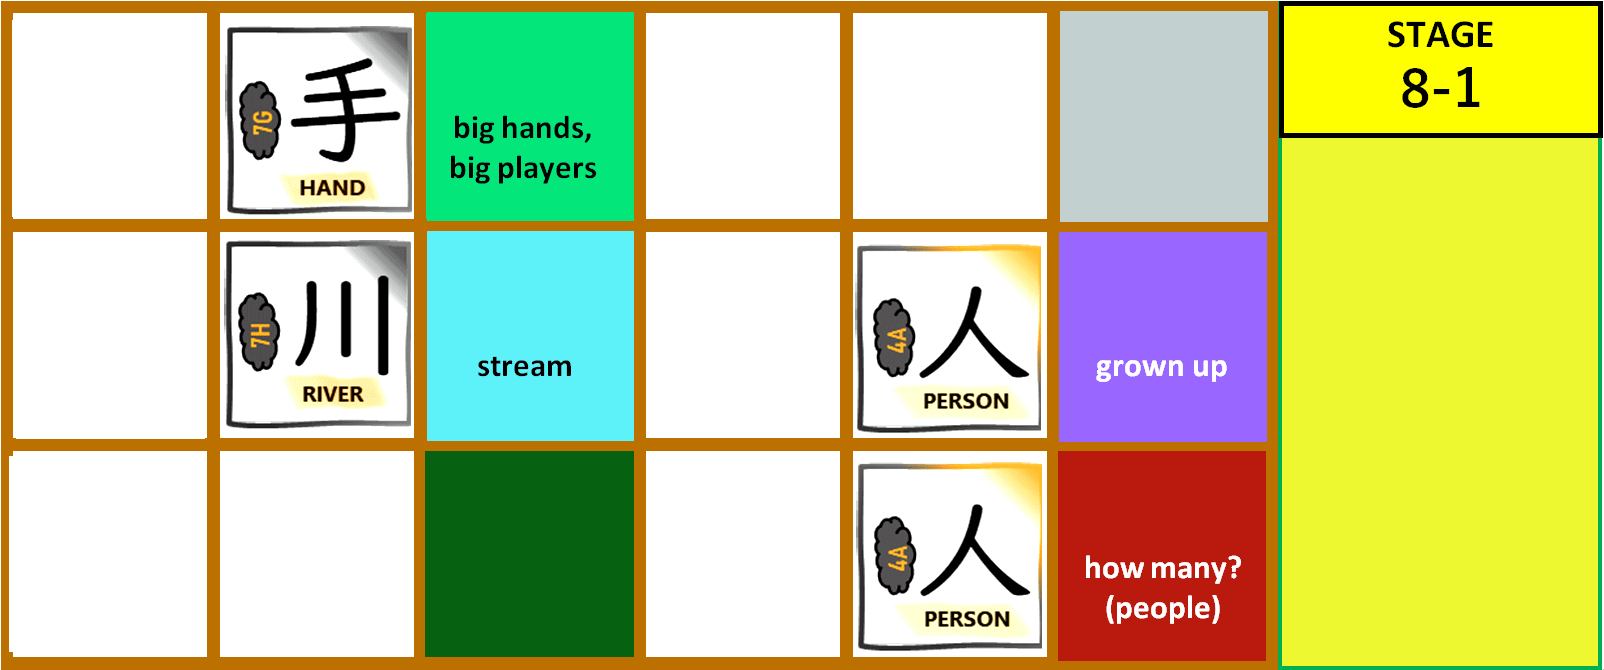 手
7G
HAND
big hands,
big players
STAGE
8-1
川
7H
RIVER
stream
人
4A
PERSON
grown up
人
4A
PERSON
how many?
(people)